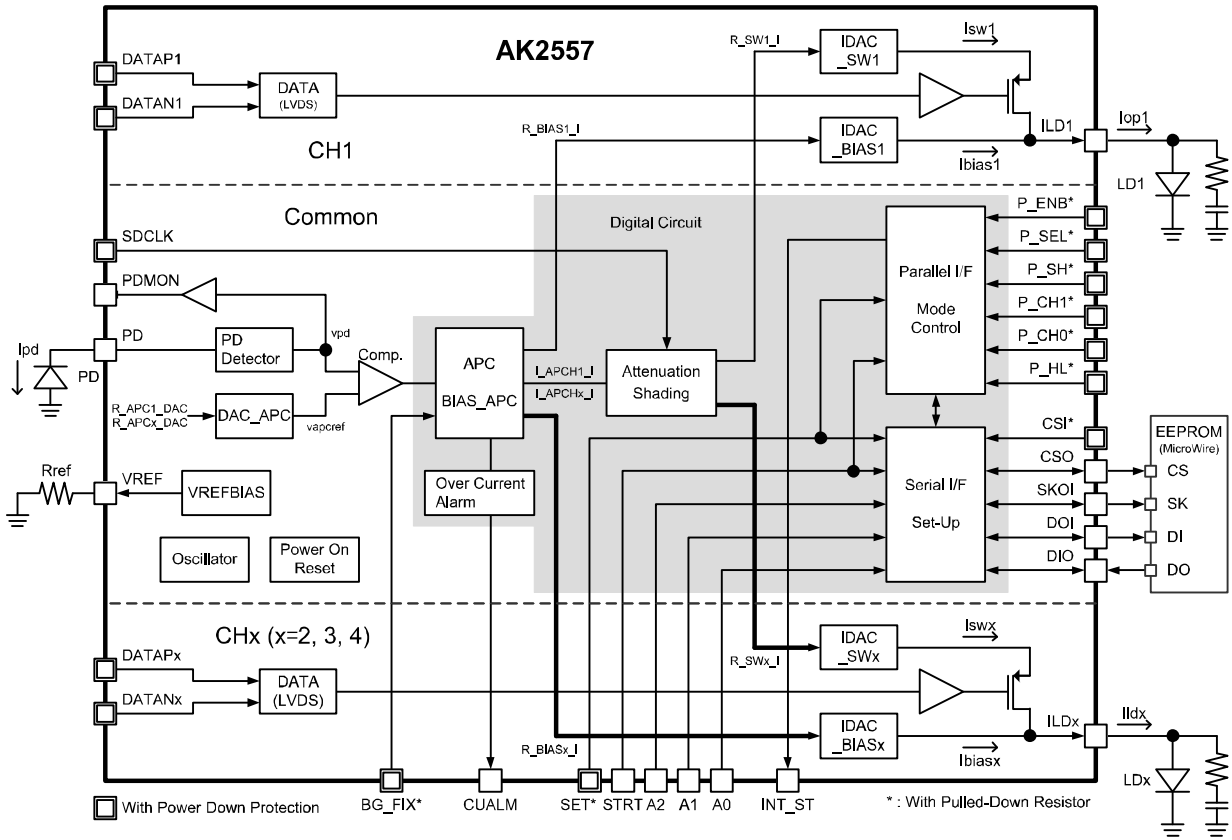 AK2557
DATAP1
DATAN1
DATA
(LVDS)
CH1
R_SW1_I
IDAC
_SW1
Isw1
R_BIAS1_I
IDAC
_BIAS1
Ibias1
ILD1
Iop1
LD1
Common
SDCLK
PDMON
PD
Ipd
PD
PD
Detector
vpd
Comp.
R_APC1_DAC
R_APCx_DAC
DAC_APC
vapcref
Rref
VREF
VREFBIAS
Oscillator
Power On
Reset
Digital Circuit
APC
BIAS_APC
I_APCH1_I
I_APCHx_I
Attenuation
Shading
Over Current
Alarm
Parallel I/F
Mode
Control
Serial I/F
Set-Up
P_ENB*
P_SEL*
P_SH*
P_CH1*
P_CH0*
P_HL*
CSI*
CSO
SKOI
DOI
DIO
EEPROM
(MicroWire)
CS
SK
DI
DO
CHx (x=2, 3, 4)
DATAPx
DATANx
DATA
(LVDS)
R_SWx_I
IDAC
_SWx
Iswx
R_BIASx_I
IDAC
_BIASx
Ibiasx
ILDx
Ildx
LDx
With Power Down Protection
BG_FIX*
CUALM
SET*
STRT
A2
A1
A0
INT_ST
* : With Pulled-Down Resistor